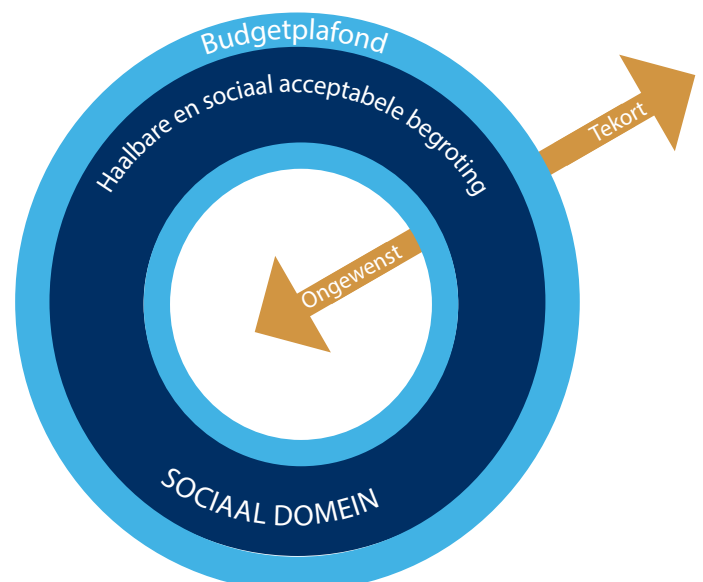 Budgetplafond
Haalbare en sociaal acceptabele begroting
Tekort
Ongewenst
SOCIAAL DOMEIN